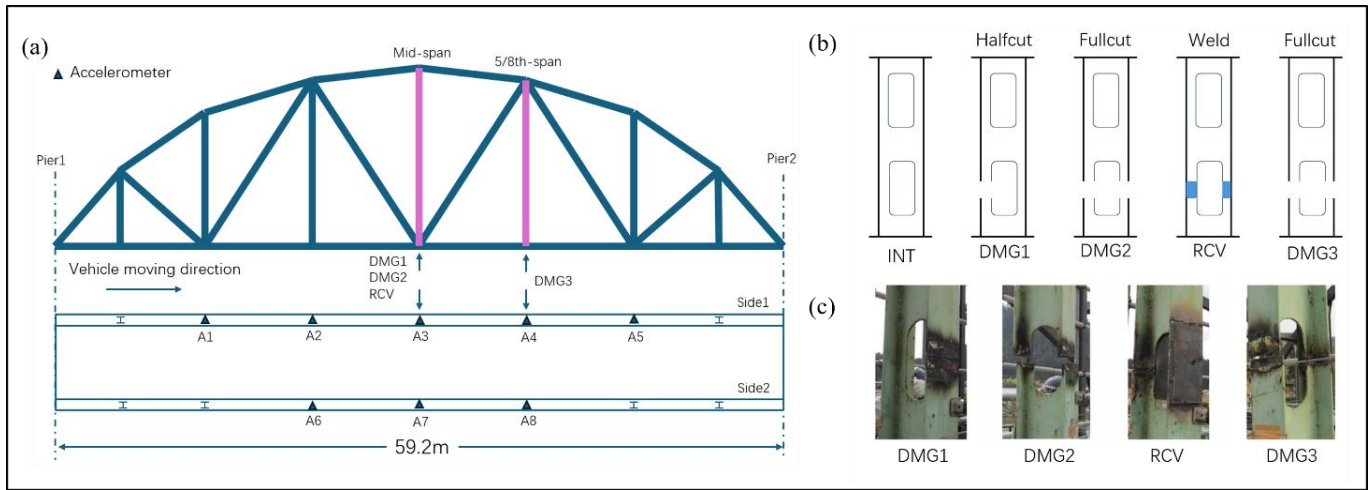 (a)
Mid-span
5/8th-span
Accelerometer
Pier1
Pier2
Vehicle moving direction
DMG1
DMG2
RCV
DMG3
Side1
A1
A2
A3
A4
A5
Side2
A6
A7
A8
59.2m
(b)
Halfcut
Fullcut
Weld
Fullcut
INT
DMG1
DMG2
RCV
DMG3
(c)
DMG1
DMG2
RCV
DMG3